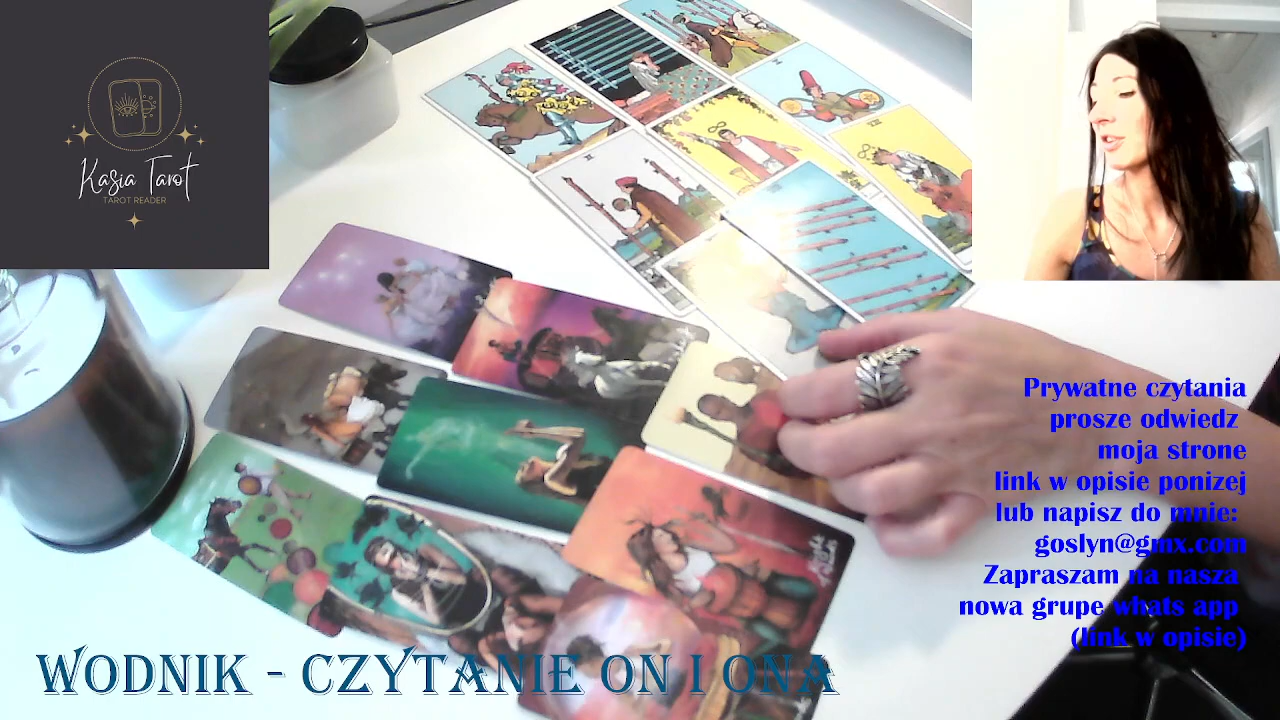 Kasia Tarot
TAROT READER
Prywatne czytania
prosze odwiedz
moja strone
link w opisie ponizej
lub napisz do mnie:
goslyn@gmx.com
Zapraszam na nasza
nowa grupe whats app
(link w opisie)
WODNIK - CZYTANIE ON I ONA